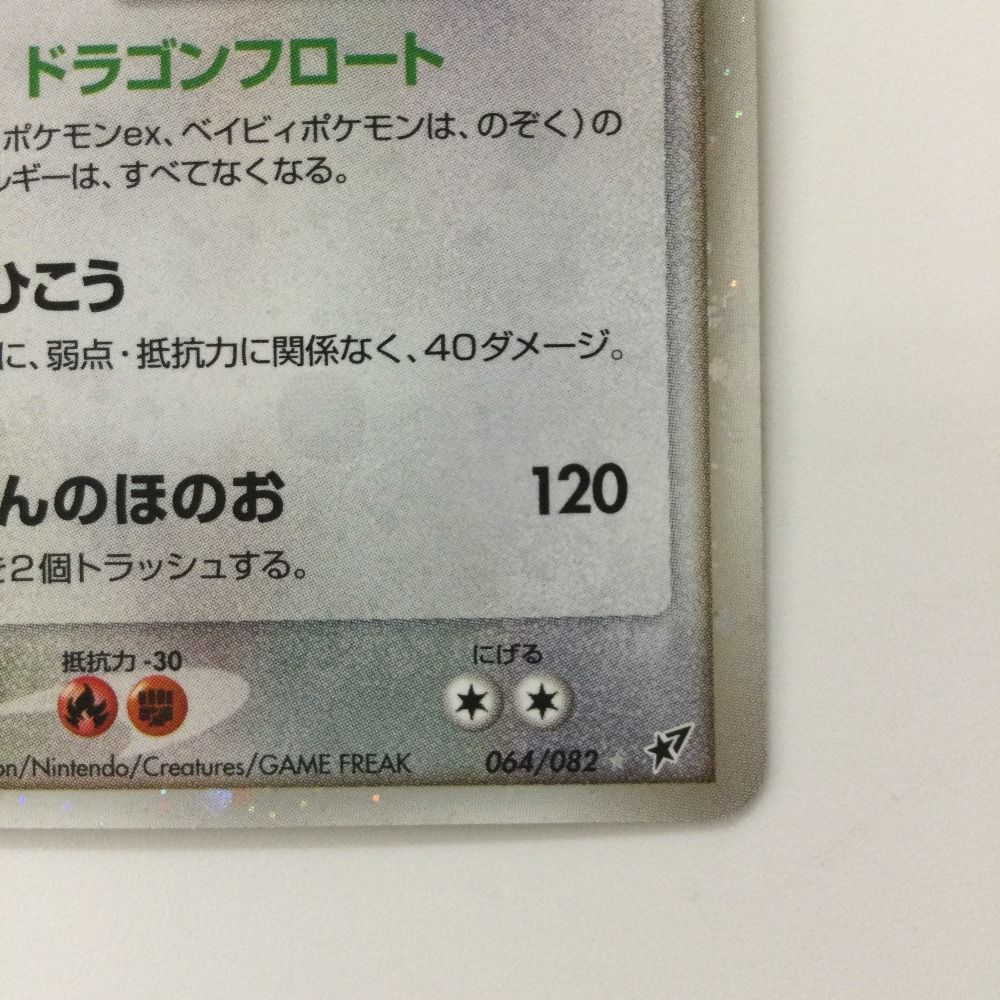 ドラゴンフロート
ポケモンex、ベイビィポケモンは、のぞく）の
ルギーは、すべてなくなる。
ひこう
に、弱点・抵抗力に関係なく、40ダメージ。
んのほのお 120
を2個トラッシュする。
抵抗力 -30 にげる
on/Nintendo/Creatures/GAME FREAK 064/082 ★